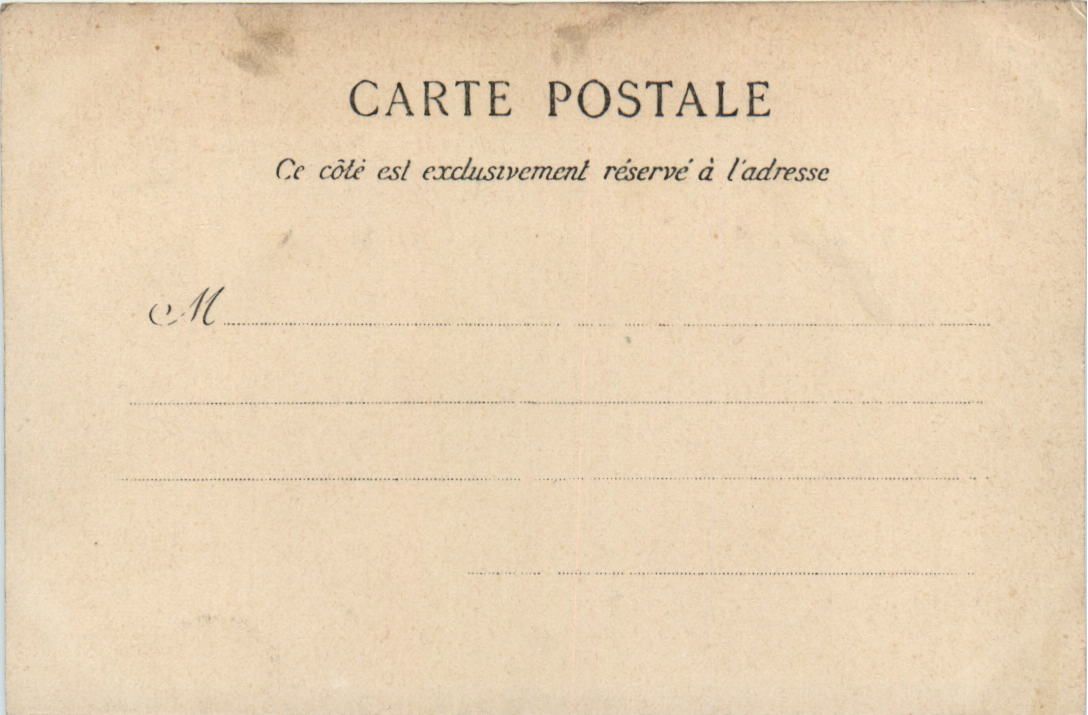 CARTE POSTALE
Ce côté est exclusivement réservé à l'adresse
M